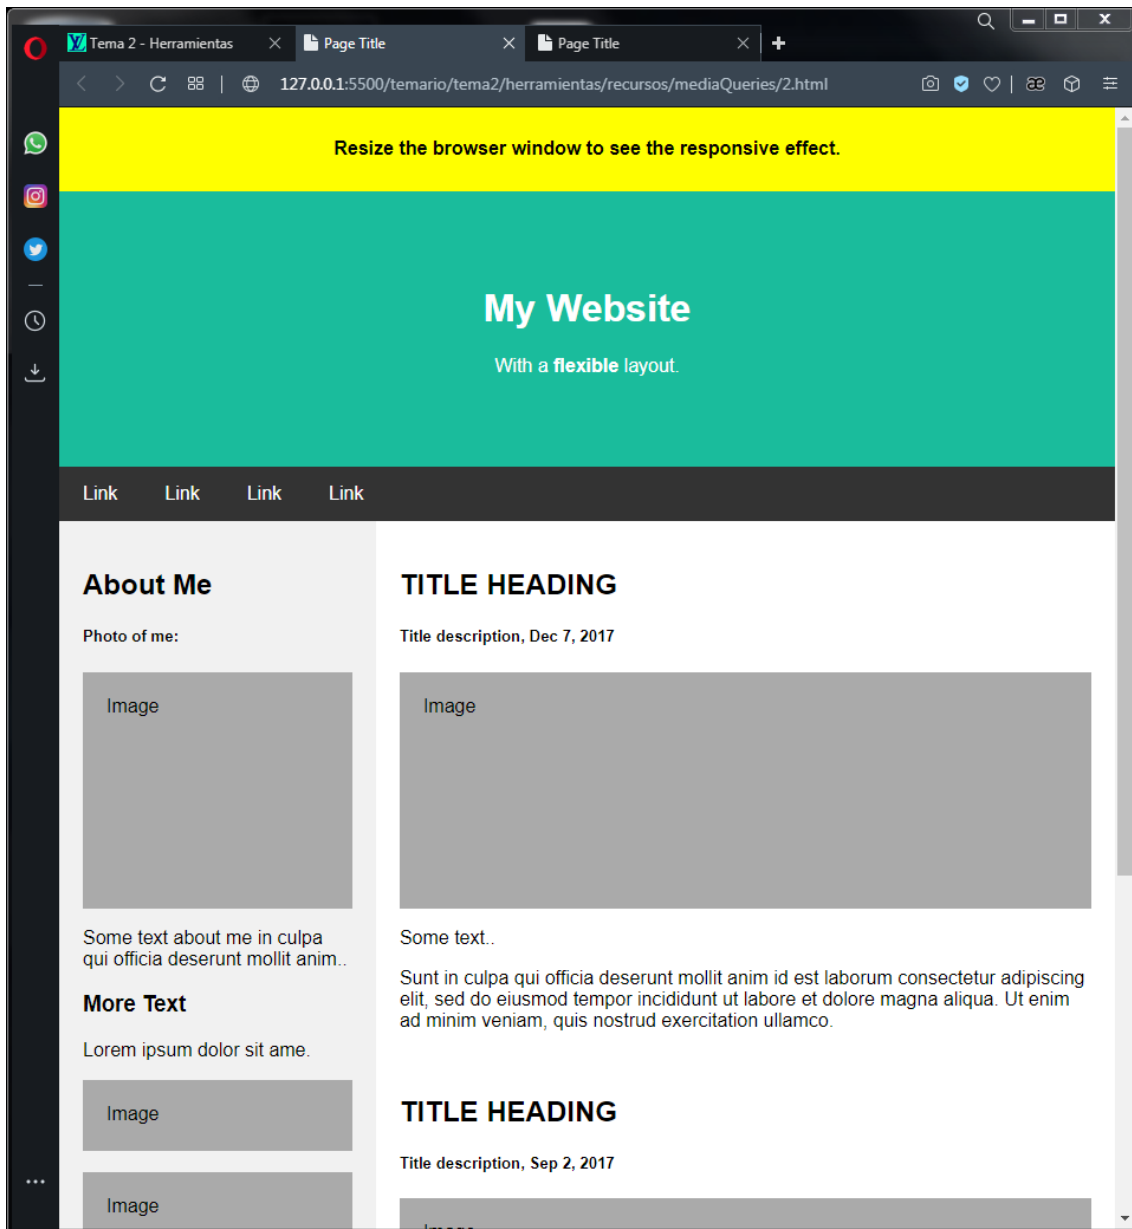 Tema 2 - Herramientas
Page Title
Page Title
127.0.0.1:5500/temario/tema2/herramientas/recursos/mediaQueries/2.html
Resize the browser window to see the responsive effect.
My Website
With a flexible layout.
Link Link Link Link
About Me
Photo of me:
Image
Some text about me in culpa
qui officia deserunt mollit anim..
More Text
Lorem ipsum dolor sit ame.
Image
Image
TITLE HEADING
Title description, Dec 7, 2017
Image
Some text..
Sunt in culpa qui officia deserunt mollit anim id est laborum consectetur adipiscing
elit, sed do eiusmod tempor incididunt ut labore et dolore magna aliqua. Ut enim
ad minim veniam, quis nostrud exercitation ullamco.
TITLE HEADING
Title description, Sep 2, 2017